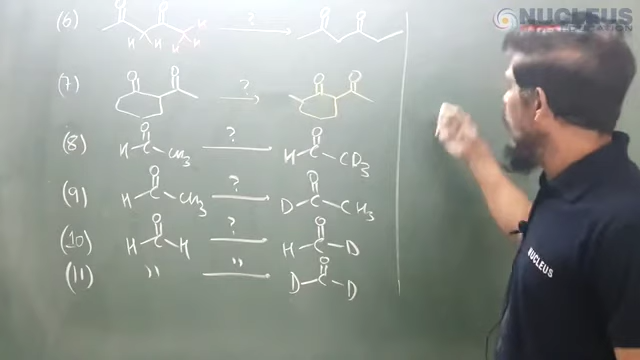 NUCLEUS
EDUCATION
(6) O O H H H H H ? O O
(7) O O ? O O
(8) H C O CH3 ? H C O CD3
(9) H C O CH3 ? D C O CH3
(10) H C O H ? H C O D
(11) " " D C O D
NUCLEUS